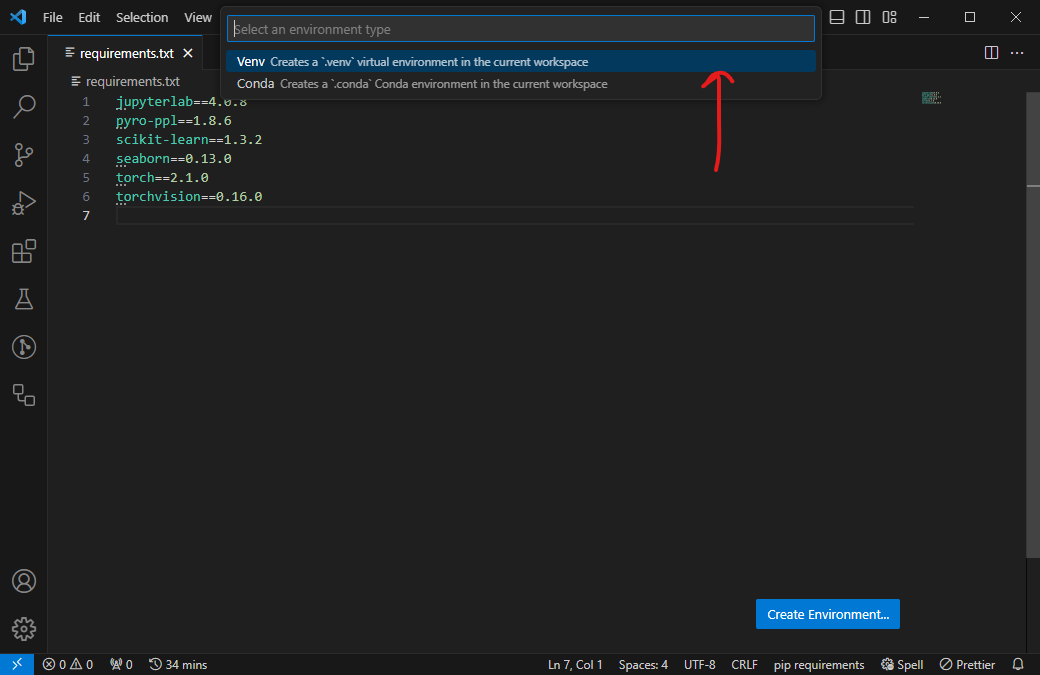 File Edit Selection View
Select an environment type
Venv Creates a `.venv` virtual environment in the current workspace
Conda Creates a `.conda` Conda environment in the current workspace
requirements.txt
requirements.txt
1 jupyterlab==4.0.8
2 pyro-ppl==1.8.6
3 scikit-learn==1.3.2
4 seaborn==0.13.0
5 torch==2.1.0
6 torchvision==0.16.0
7
Create Environment...
0 0 0 34 mins Ln 7, Col 1 Spaces: 4 UTF-8 CRLF pip requirements Spell Prettier